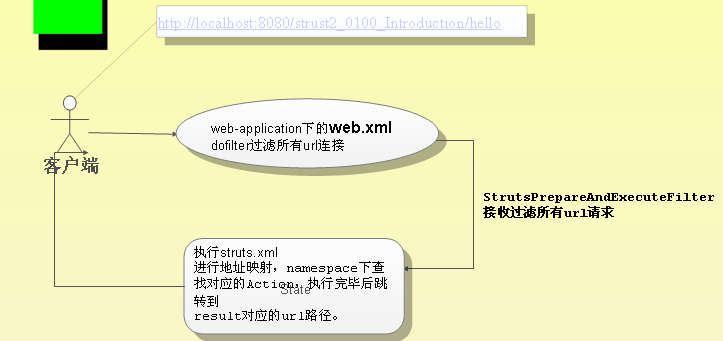 http://localhost:8080/strust2_0100_Introduction/hello
web-application下的web.xml
dofilter过滤所有url连接
客户端
StrutsPrepareAndExecuteFilter
接收过滤所有url请求
执行struts.xml
进行地址映射，namespace下查
找对应的Action，执行完毕后跳
转到
State
result对应的url路径。